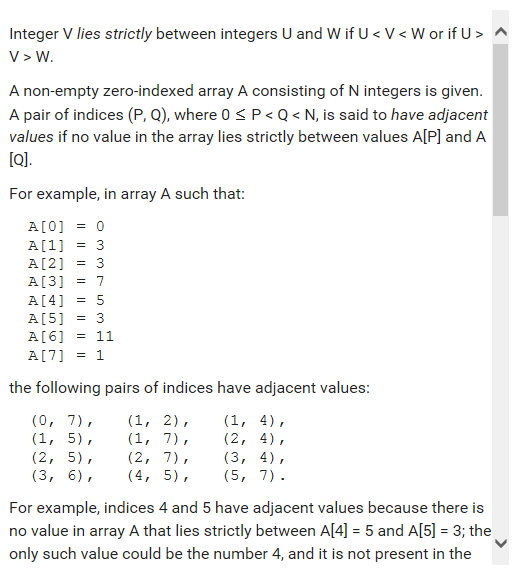 Integer V lies strictly between integers U and W if U < V < W or if U >
V > W.
A non-empty zero-indexed array A consisting of N integers is given.
A pair of indices (P, Q), where 0 ≤ P < Q < N, is said to have adjacent
values if no value in the array lies strictly between values A[P] and A
[Q].
For example, in array A such that:
A[0] = 0
A[1] = 3
A[2] = 3
A[3] = 7
A[4] = 5
A[5] = 3
A[6] = 11
A[7] = 1
the following pairs of indices have adjacent values:
(0, 7), (1, 2), (1, 4),
(1, 5), (1, 7), (2, 4),
(2, 5), (2, 7), (3, 4),
(3, 6), (4, 5), (5, 7).
For example, indices 4 and 5 have adjacent values because there is
no value in array A that lies strictly between A[4] = 5 and A[5] = 3; the
only such value could be the number 4, and it is not present in the